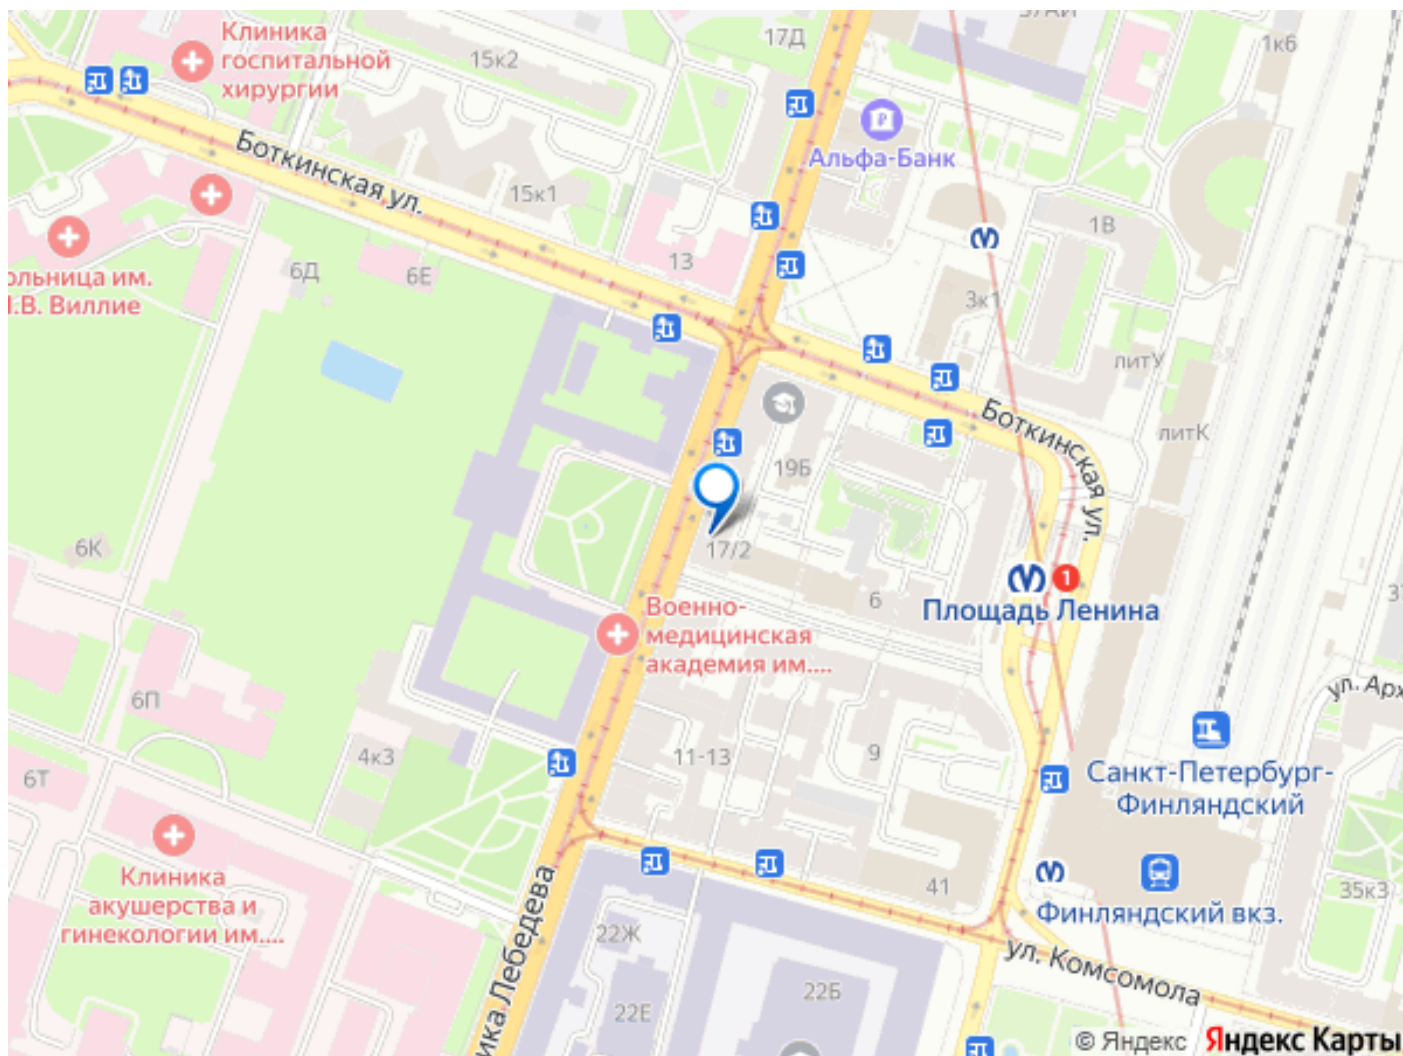 Клиника
госпитальной
хирургии
15к2
17Д
37АИ
1к6
Альфа-Банк
Боткинская ул.
15к1
13
1В
3к1
6Д
6Е
ольница им.
.В. Виллие
литУ
литК
Боткинская ул.
19Б
17/2
6К
6
1
Площадь Ленина
Военно-
медицинская
академия им....
ул. Арх
6П
4к3
11-13
9
6Т
Санкт-Петербург-
Финляндский
Клиника
акушерства и
гинекологии им....
41
35к3
Финляндский вкз.
ика Лебедева
22Ж
22Е
22Б
ул. Комсомола
© Яндекс Яндекс Карты